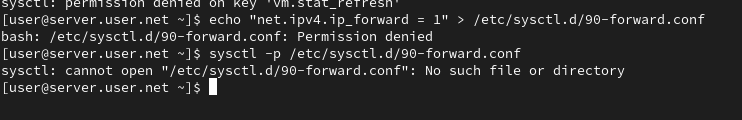 sysctl: permission denied on key 'vm.stat_refresh'
[user@server.user.net ~]$ echo "net.ipv4.ip_forward = 1" > /etc/sysctl.d/90-forward.conf
bash: /etc/sysctl.d/90-forward.conf: Permission denied
[user@server.user.net ~]$ sysctl -p /etc/sysctl.d/90-forward.conf
sysctl: cannot open "/etc/sysctl.d/90-forward.conf": No such file or directory
[user@server.user.net ~]$